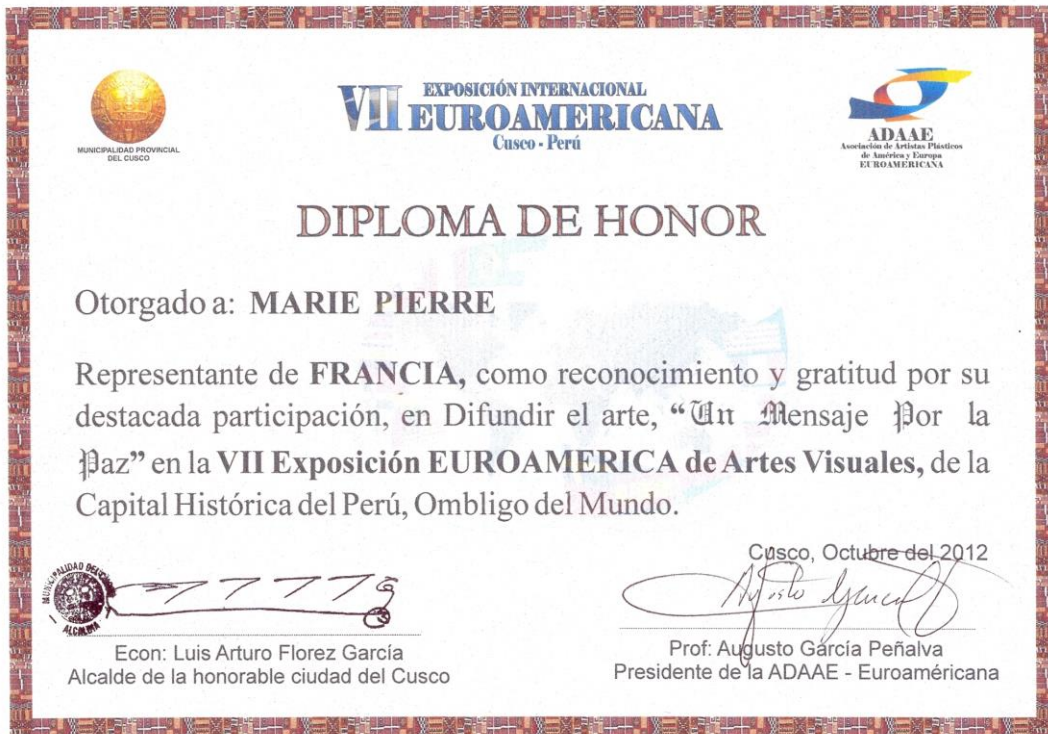 MUNICIPALIDAD PROVINCIAL
DEL CUSCO
EXPOSICIÓN INTERNACIONAL
VII EUROAMERICANA
Cusco - Perú
ADAAE
Asociación de Artistas Plásticos
de América y Europa
EUROAMERICANA
DIPLOMA DE HONOR
Otorgado a: MARIE PIERRE
Representante de FRANCIA, como reconocimiento y gratitud por su
destacada participación, en Difundir el arte, “Un Mensaje Por la
Paz” en la VII Exposición EUROAMERICA de Artes Visuales, de la
Capital Histórica del Perú, Ombligo del Mundo.
Cusco, Octubre del 2012
ALCALDIA
Econ: Luis Arturo Florez García
Alcalde de la honorable ciudad del Cusco
Prof: Augusto García Peñalva
Presidente de la ADAAE - Euroaméricana